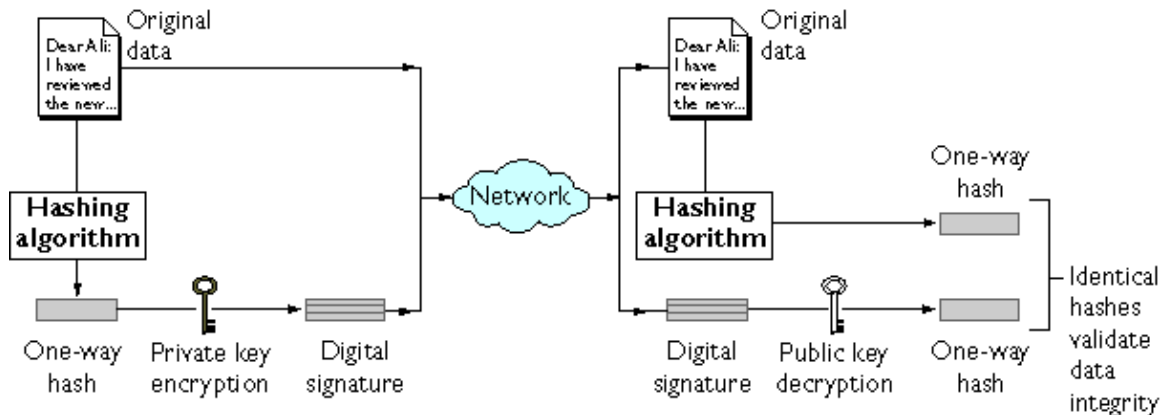 Original
data
Dear Ali:
I have
reviewed
the new...
Hashing
algorithm
One-way
hash
Private key
encryption
Digital
signature
Network
Original
data
Dear Ali:
I have
reviewed
the new...
Hashing
algorithm
One-way
hash
Digital
signature
Public key
decryption
One-way
hash
Identical
hashes
validate
data
integrity